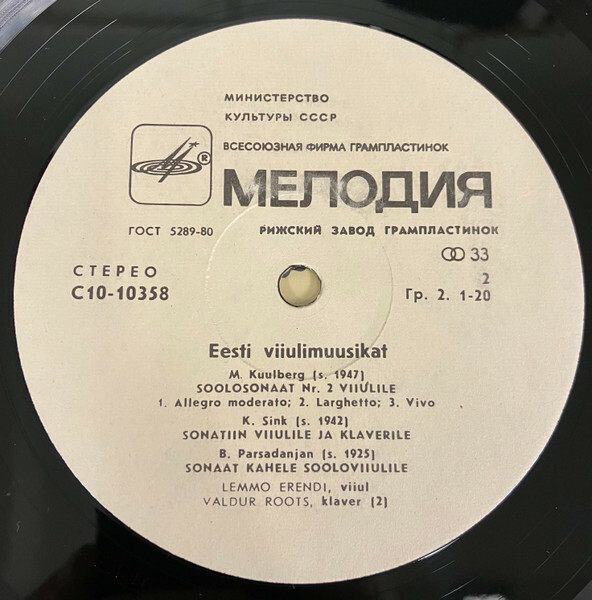 МИНИСТЕРСТВО
КУЛЬТУРЫ СССР
ВСЕСОЮЗНАЯ ФИРМА ГРАМПЛАСТИНОК
®
МЕЛОДИЯ
ГОСТ 5289-80 РИЖСКИЙ ЗАВОД ГРАМПЛАСТИНОК
33
СТЕРЕО
2
С10-10358
Гр. 2. 1-20
Eesti viiulimuusikat
M. Kuulberg (s. 1947)
SOOLOSONAAT Nr. 2 VIIULILE
1. Allegro moderato; 2. Larghetto; 3. Vivo
K. Sink (s. 1942)
SONATIIN VIIULILE JA KLAVERILE
B. Parsadanjan (s. 1925)
SONAAT KAHELE SOOLOVIIULILE
LEMMO ERENDI, viiul
VALDUR ROOTS, klaver (2)